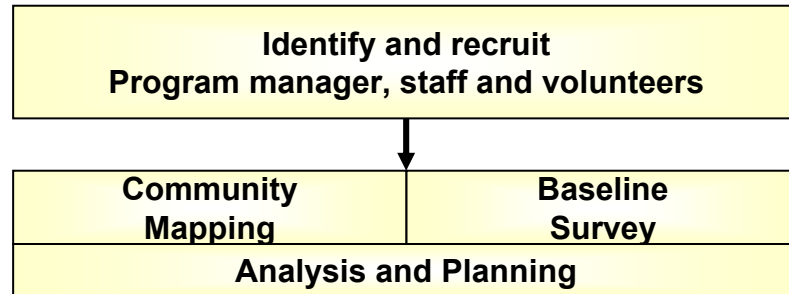 Identify and recruit
Program manager, staff and volunteers
Community
Mapping
Baseline
Survey
Analysis and Planning